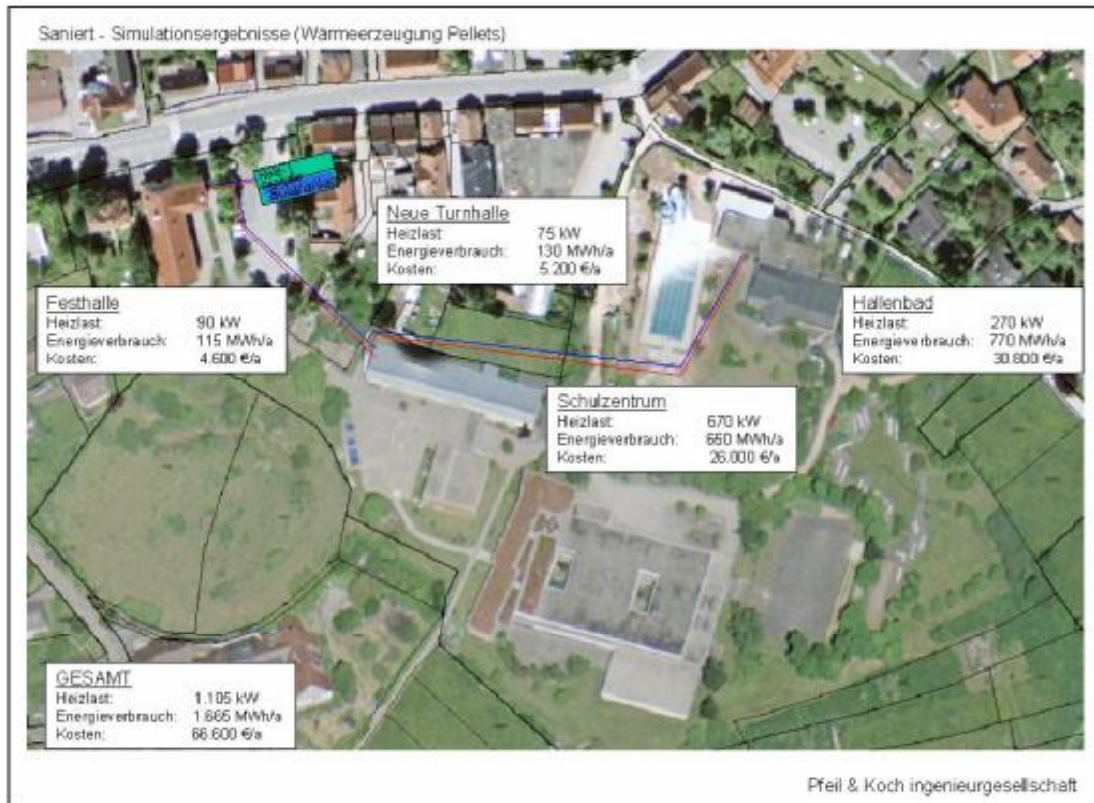 Saniert - Simulationsergebnisse (Wärmeerzeugung Pellets)
Neue Turnhalle
Heizlast: 75 kW
Energieverbrauch: 130 MWh/a
Kosten: 5.200 €/a
Festhalle
Heizlast: 90 kW
Energieverbrauch: 115 MWh/a
Kosten: 4.600 €/a
Hallenbad
Heizlast: 270 kW
Energieverbrauch: 770 MWh/a
Kosten: 30.800 €/a
Schulzentrum
Heizlast: 670 kW
Energieverbrauch: 650 MWh/a
Kosten: 26.000 €/a
GESAMT
Heizlast: 1.105 kW
Energieverbrauch: 1.665 MWh/a
Kosten: 66.600 €/a
Pfeil & Koch ingenieurgesellschaft